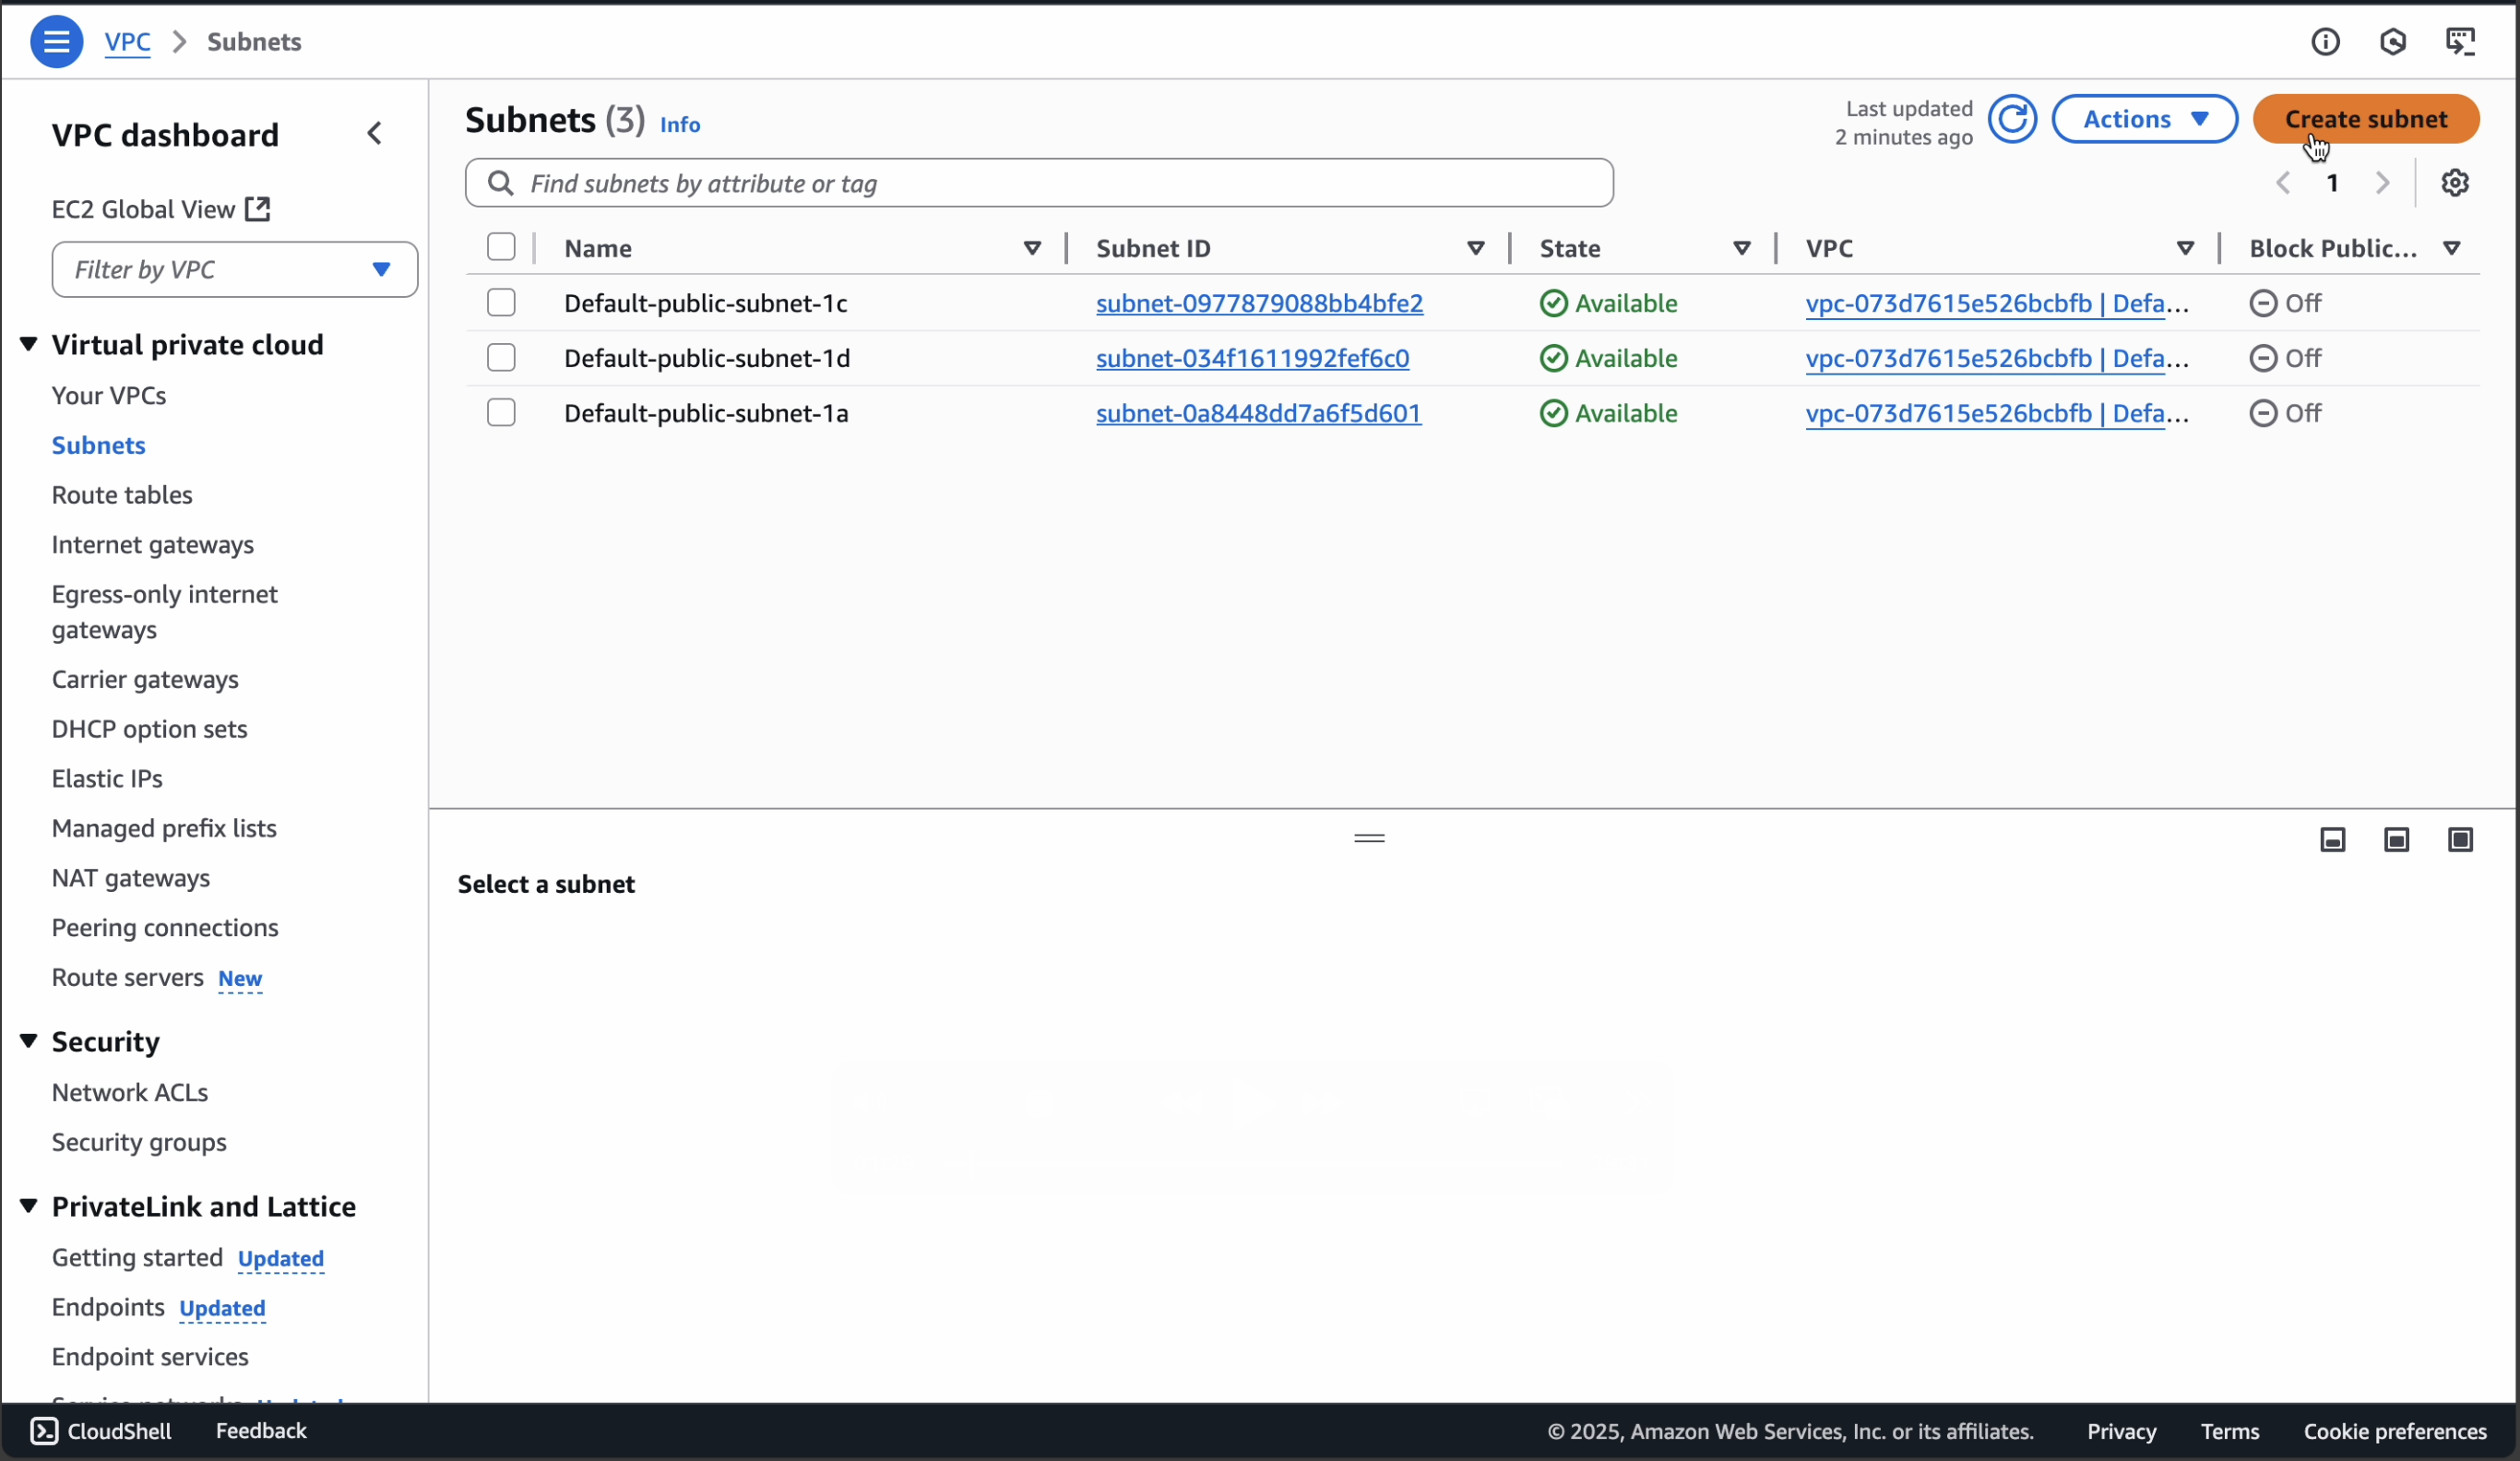 VPC > Subnets
VPC dashboard
EC2 Global View
Filter by VPC
Virtual private cloud
Your VPCs
Subnets
Route tables
Internet gateways
Egress-only internet
gateways
Carrier gateways
DHCP option sets
Elastic IPs
Managed prefix lists
NAT gateways
Peering connections
Route servers New
Security
Network ACLs
Security groups
PrivateLink and Lattice
Getting started Updated
Endpoints Updated
Endpoint services
Subnets (3) Info
Last updated
2 minutes ago
Actions
Create subnet
Find subnets by attribute or tag
1
Name Subnet ID State VPC Block Public...
Default-public-subnet-1c subnet-0977879088bb4bfe2 Available vpc-073d7615e526bcbfb | Defa... Off
Default-public-subnet-1d subnet-034f1611992fef6c0 Available vpc-073d7615e526bcbfb | Defa... Off
Default-public-subnet-1a subnet-0a8448dd7a6f5d601 Available vpc-073d7615e526bcbfb | Defa... Off
Select a subnet
CloudShell Feedback © 2025, Amazon Web Services, Inc. or its affiliates. Privacy Terms Cookie preferences